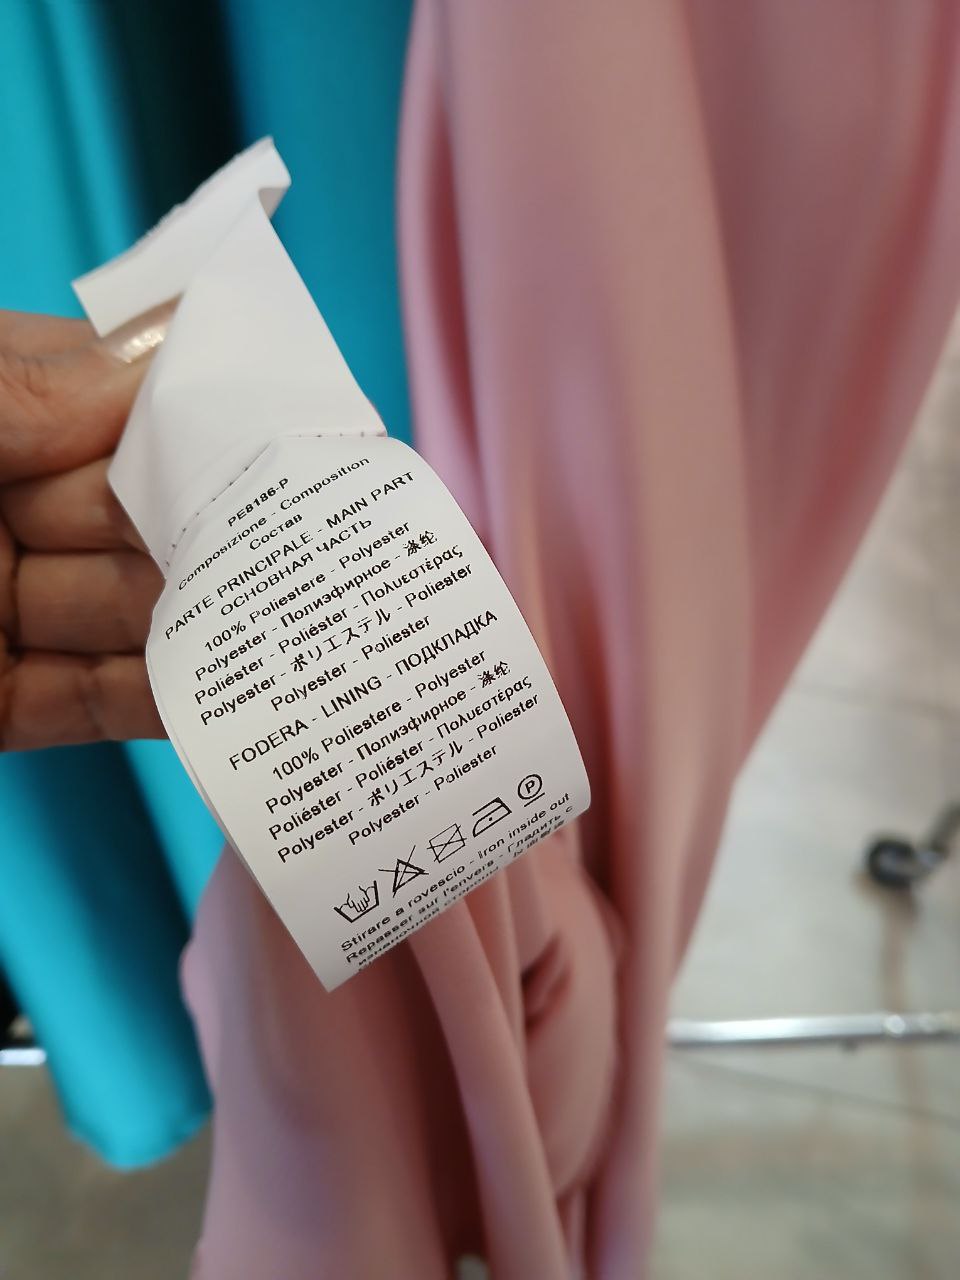 PE8186-P
Composizione - Composition
Состав
PARTE PRINCIPALE - MAIN PART
ОСНОВНАЯ ЧАСТЬ
100% Poliestere - Polyester
Polyester - Полиэфирное - 涤纶
Poliéster - Poliéster - Πολυεστέρας
Polyester - ポリエステル - Poliester
Polyester - Poliester
FODERA - LINING - ПОДКЛАДКА
100% Poliestere - Polyester
Polyester - Полиэфирное - 涤纶
Poliéster - Poliéster - Πολυεστέρας
Polyester - ポリエステル - Poliester
Polyester - Poliester
P
Stirare a rovescio - iron inside out
Repasser sur l'envers - Гладить с
изнаночной стороны